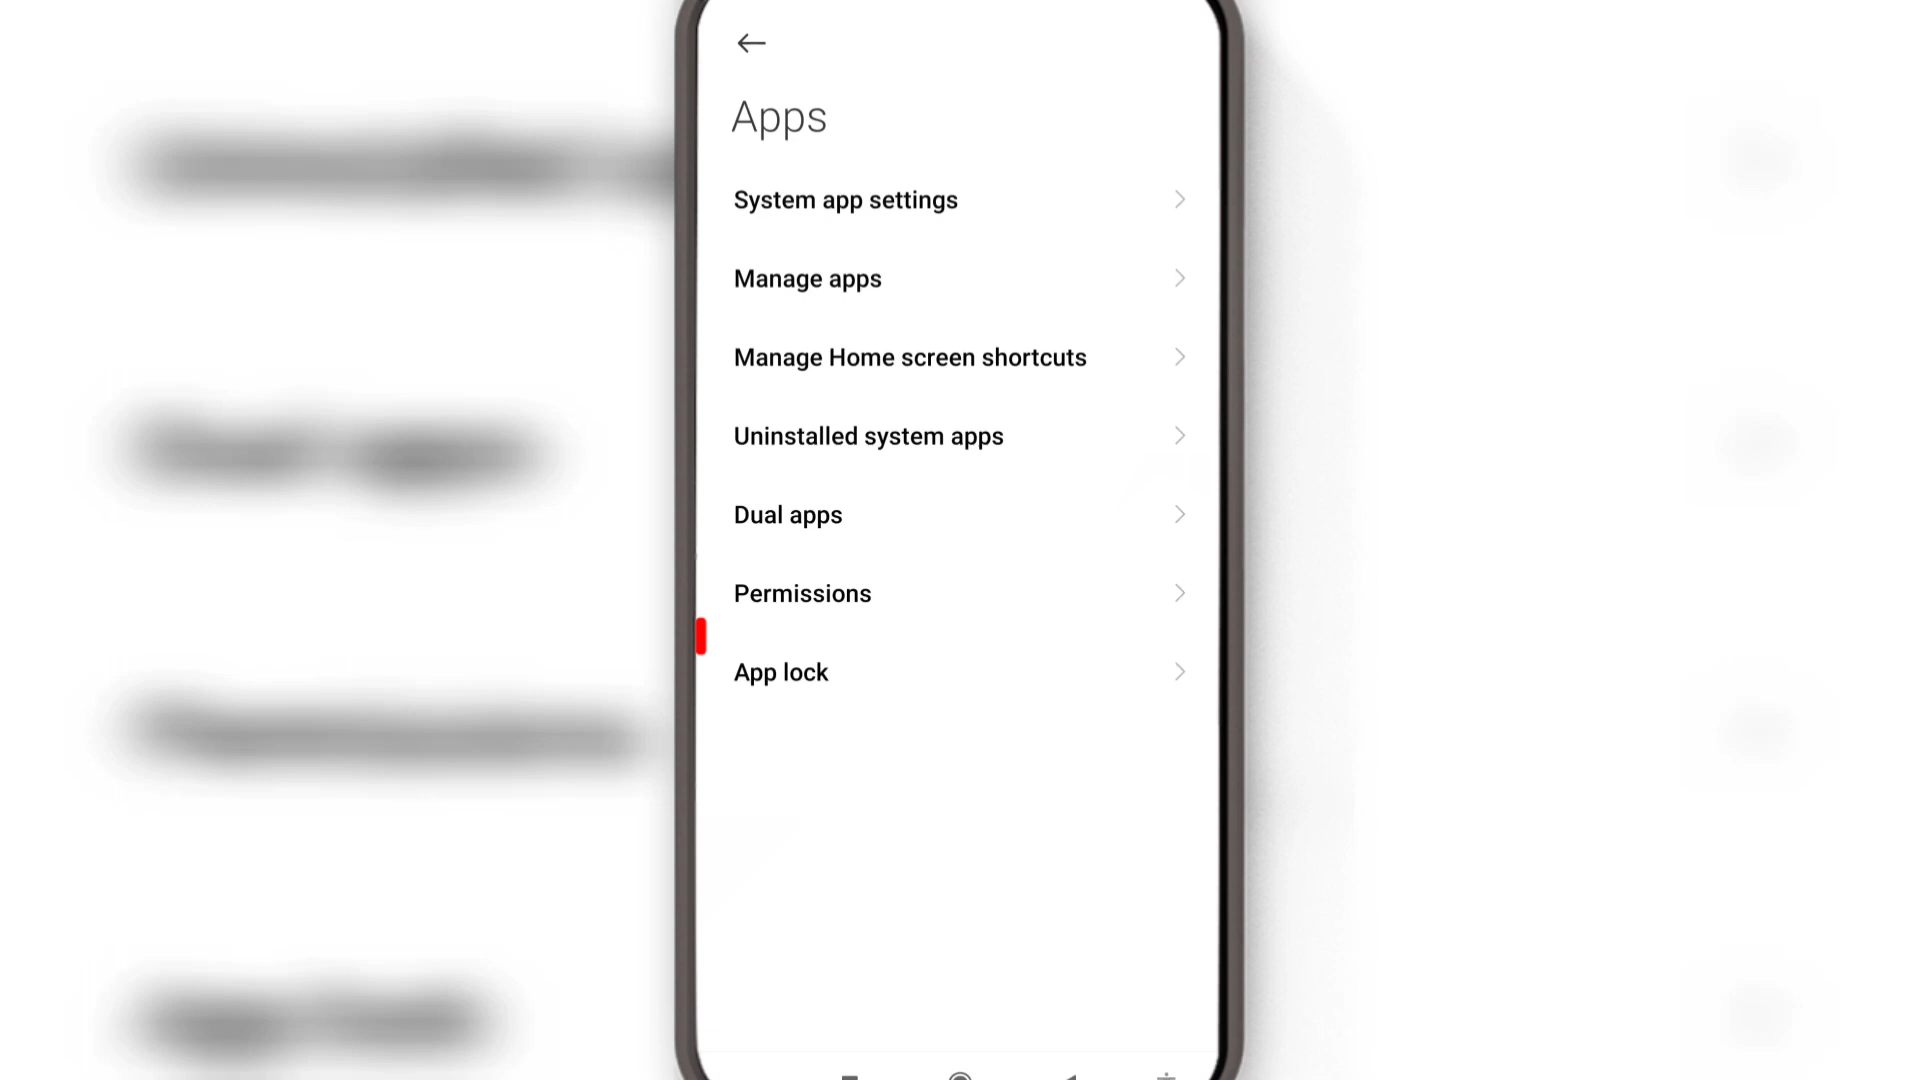 Apps
System app settings
Manage apps
Manage Home screen shortcuts
Uninstalled system apps
Dual apps
Permissions
App lock